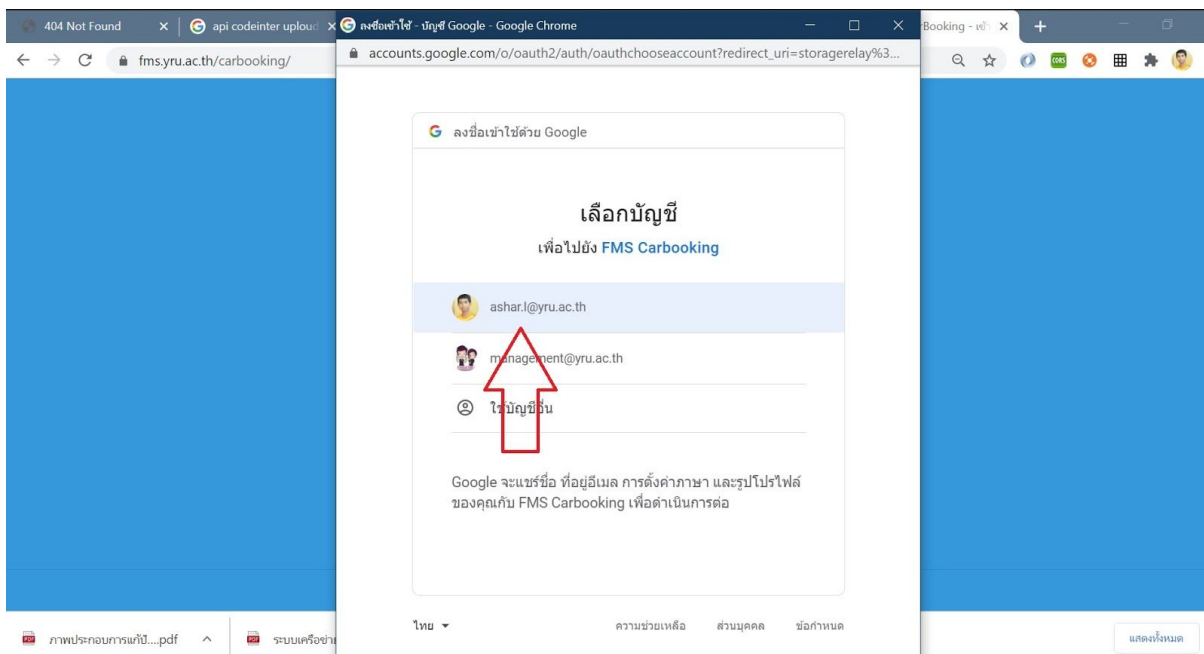 404 Not Found
api codeinter uploud
ลงชื่อเข้าใช้ - บัญชี Google - Google Chrome
Booking - เข้า
fms.yru.ac.th/carbooking/
accounts.google.com/o/oauth2/auth/oauthchooseaccount?redirect_uri=storagerelay%3...
CORS
ลงชื่อเข้าใช้ด้วย Google
เลือกบัญชี
เพื่อไปยัง FMS Carbooking
ashar.l@yru.ac.th
management@yru.ac.th
ใช้บัญชีอื่น
Google จะแชร์ชื่อ ที่อยู่อีเมล การตั้งค่าภาษา และรูปโปรไฟล์
ของคุณกับ FMS Carbooking เพื่อดำเนินการต่อ
ไทย
ความช่วยเหลือ
ส่วนบุคคล
ข้อกำหนด
ภาพประกอบการแก้ปั....pdf
ระบบเครือข่าย
แสดงทั้งหมด